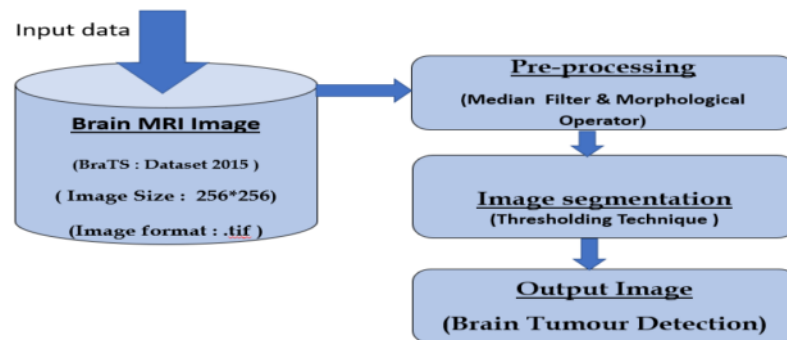 Input data
Brain MRI Image
(BraTS : Dataset 2015 )
( Image Size :  256*256)
(Image format : .tif )
Pre-processing
(Median  Filter & Morphological
Operator)
Image segmentation
(Thresholding Technique )
Output Image
(Brain Tumour Detection)